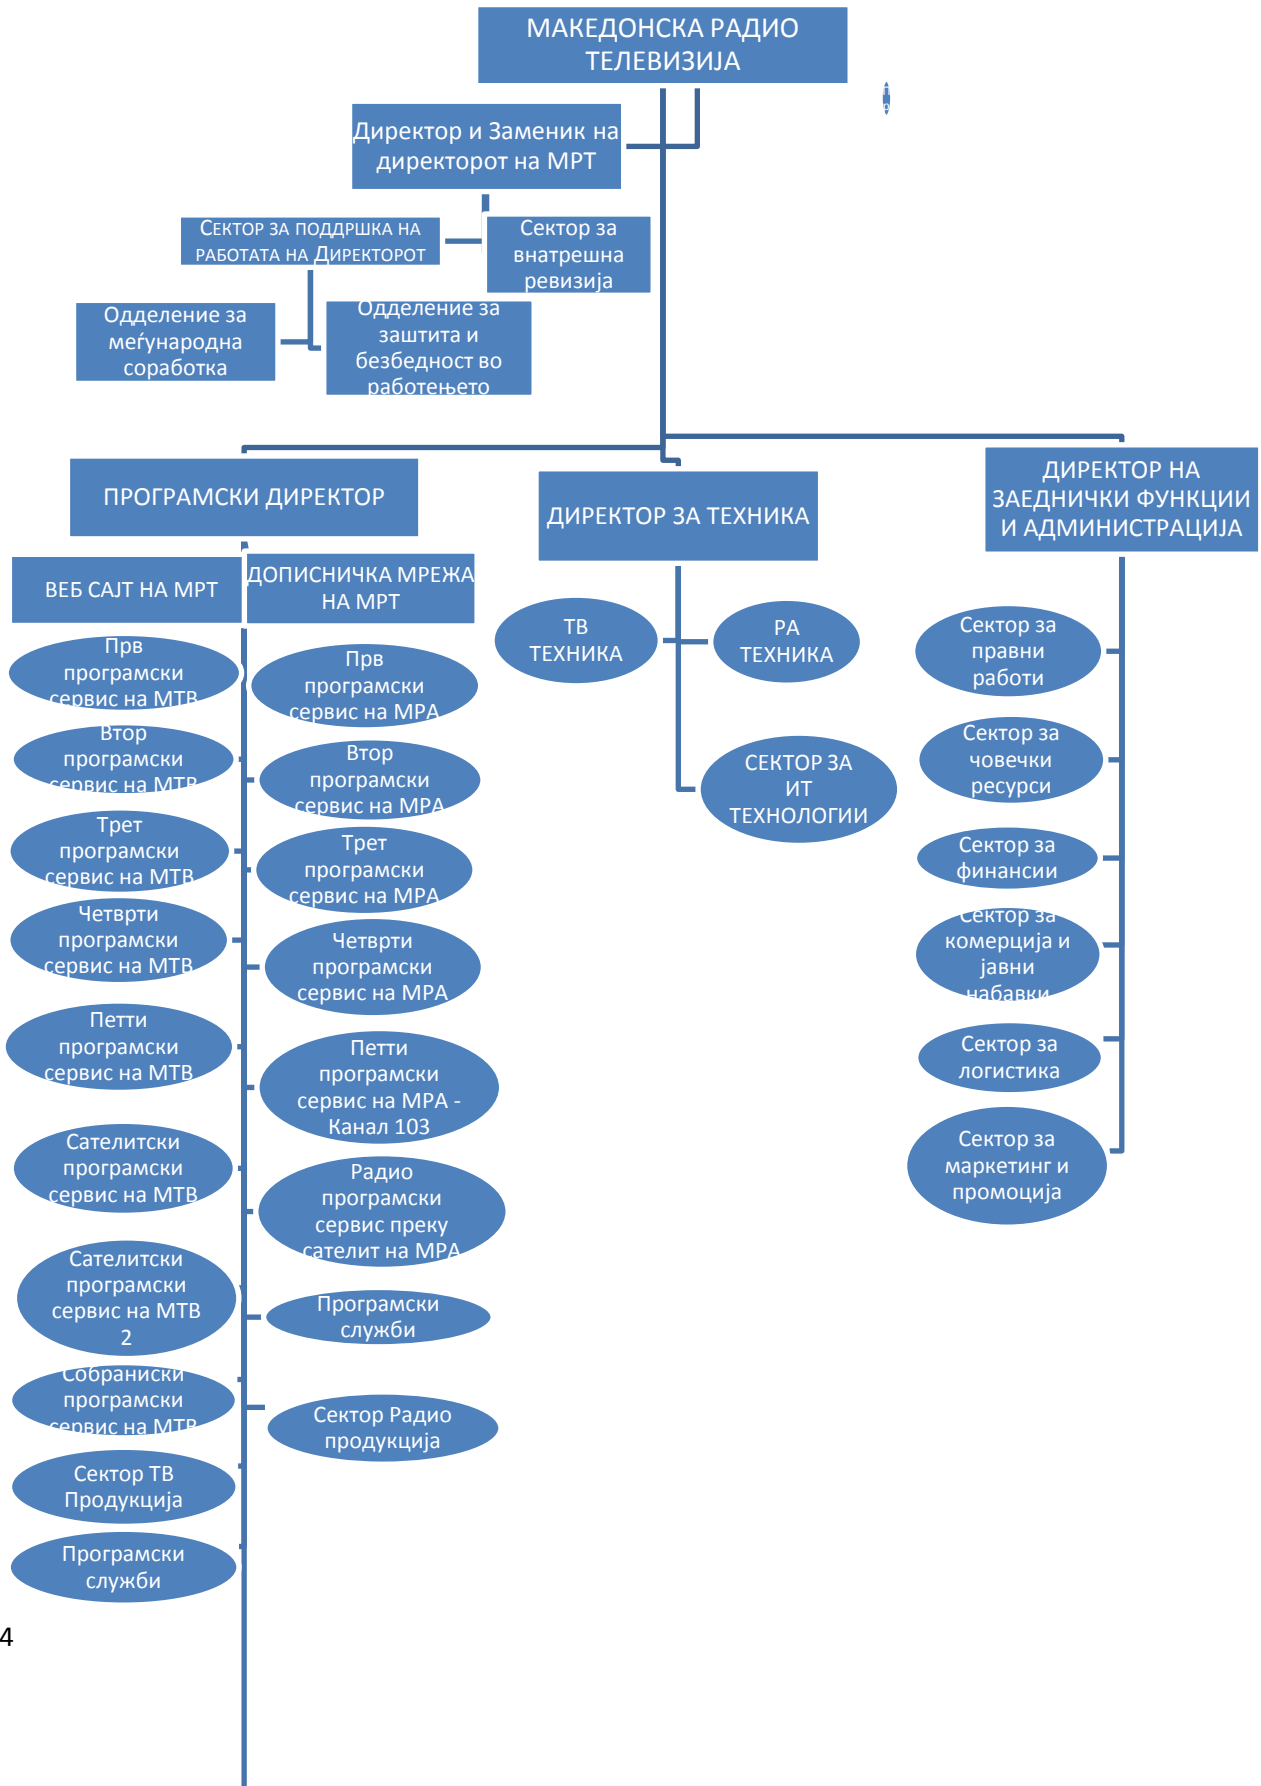 МАКЕДОНСКА РАДИО
ТЕЛЕВИЗИЈА
Директор и Заменик на
директорот на МРТ
СЕКТОР ЗА ПОДДРШКА НА
РАБОТАТА НА ДИРЕКТОРОТ
Сектор за
внатрешна
ревизија
Одделение за
меѓународна
соработка
Одделение за
заштита и
безбедност во
работењето
ПРОГРАМСКИ ДИРЕКТОР
ДИРЕКТОР ЗА ТЕХНИКА
ДИРЕКТОР НА
ЗАЕДНИЧКИ ФУНКЦИИ
И АДМИНИСТРАЦИЈА
ВЕБ САЈТ НА МРТ
ДОПИСНИЧКА МРЕЖА
НА МРТ
Прв
програмски
сервис на МТВ
Втор
програмски
сервис на МТВ
Трет
програмски
сервис на МТВ
Четврти
програмски
сервис на МТВ
Петти
програмски
сервис на МТВ
Сателитски
програмски
сервис на МТВ
Сателитски
програмски
сервис на МТВ
2
Собраниски
програмски
сервис на МТВ
Сектор ТВ
Продукција
Програмски
служби
Прв
програмски
сервис на МРА
Втор
програмски
сервис на МРА
Трет
програмски
сервис на МРА
Четврти
програмски
сервис на МРА
Петти
програмски
сервис на МРА -
Канал 103
Радио
програмски
сервис преку
сателит на МРА
Програмски
служби
Сектор Радио
продукција
ТВ
ТЕХНИКА
РА
ТЕХНИКА
СЕКТОР ЗА
ИТ
ТЕХНОЛОГИИ
Сектор за
правни
работи
Сектор за
човечки
ресурси
Сектор за
финансии
Сектор за
комерција и
јавни
набавки
Сектор за
логистика
Сектор за
маркетинг и
промоција
4